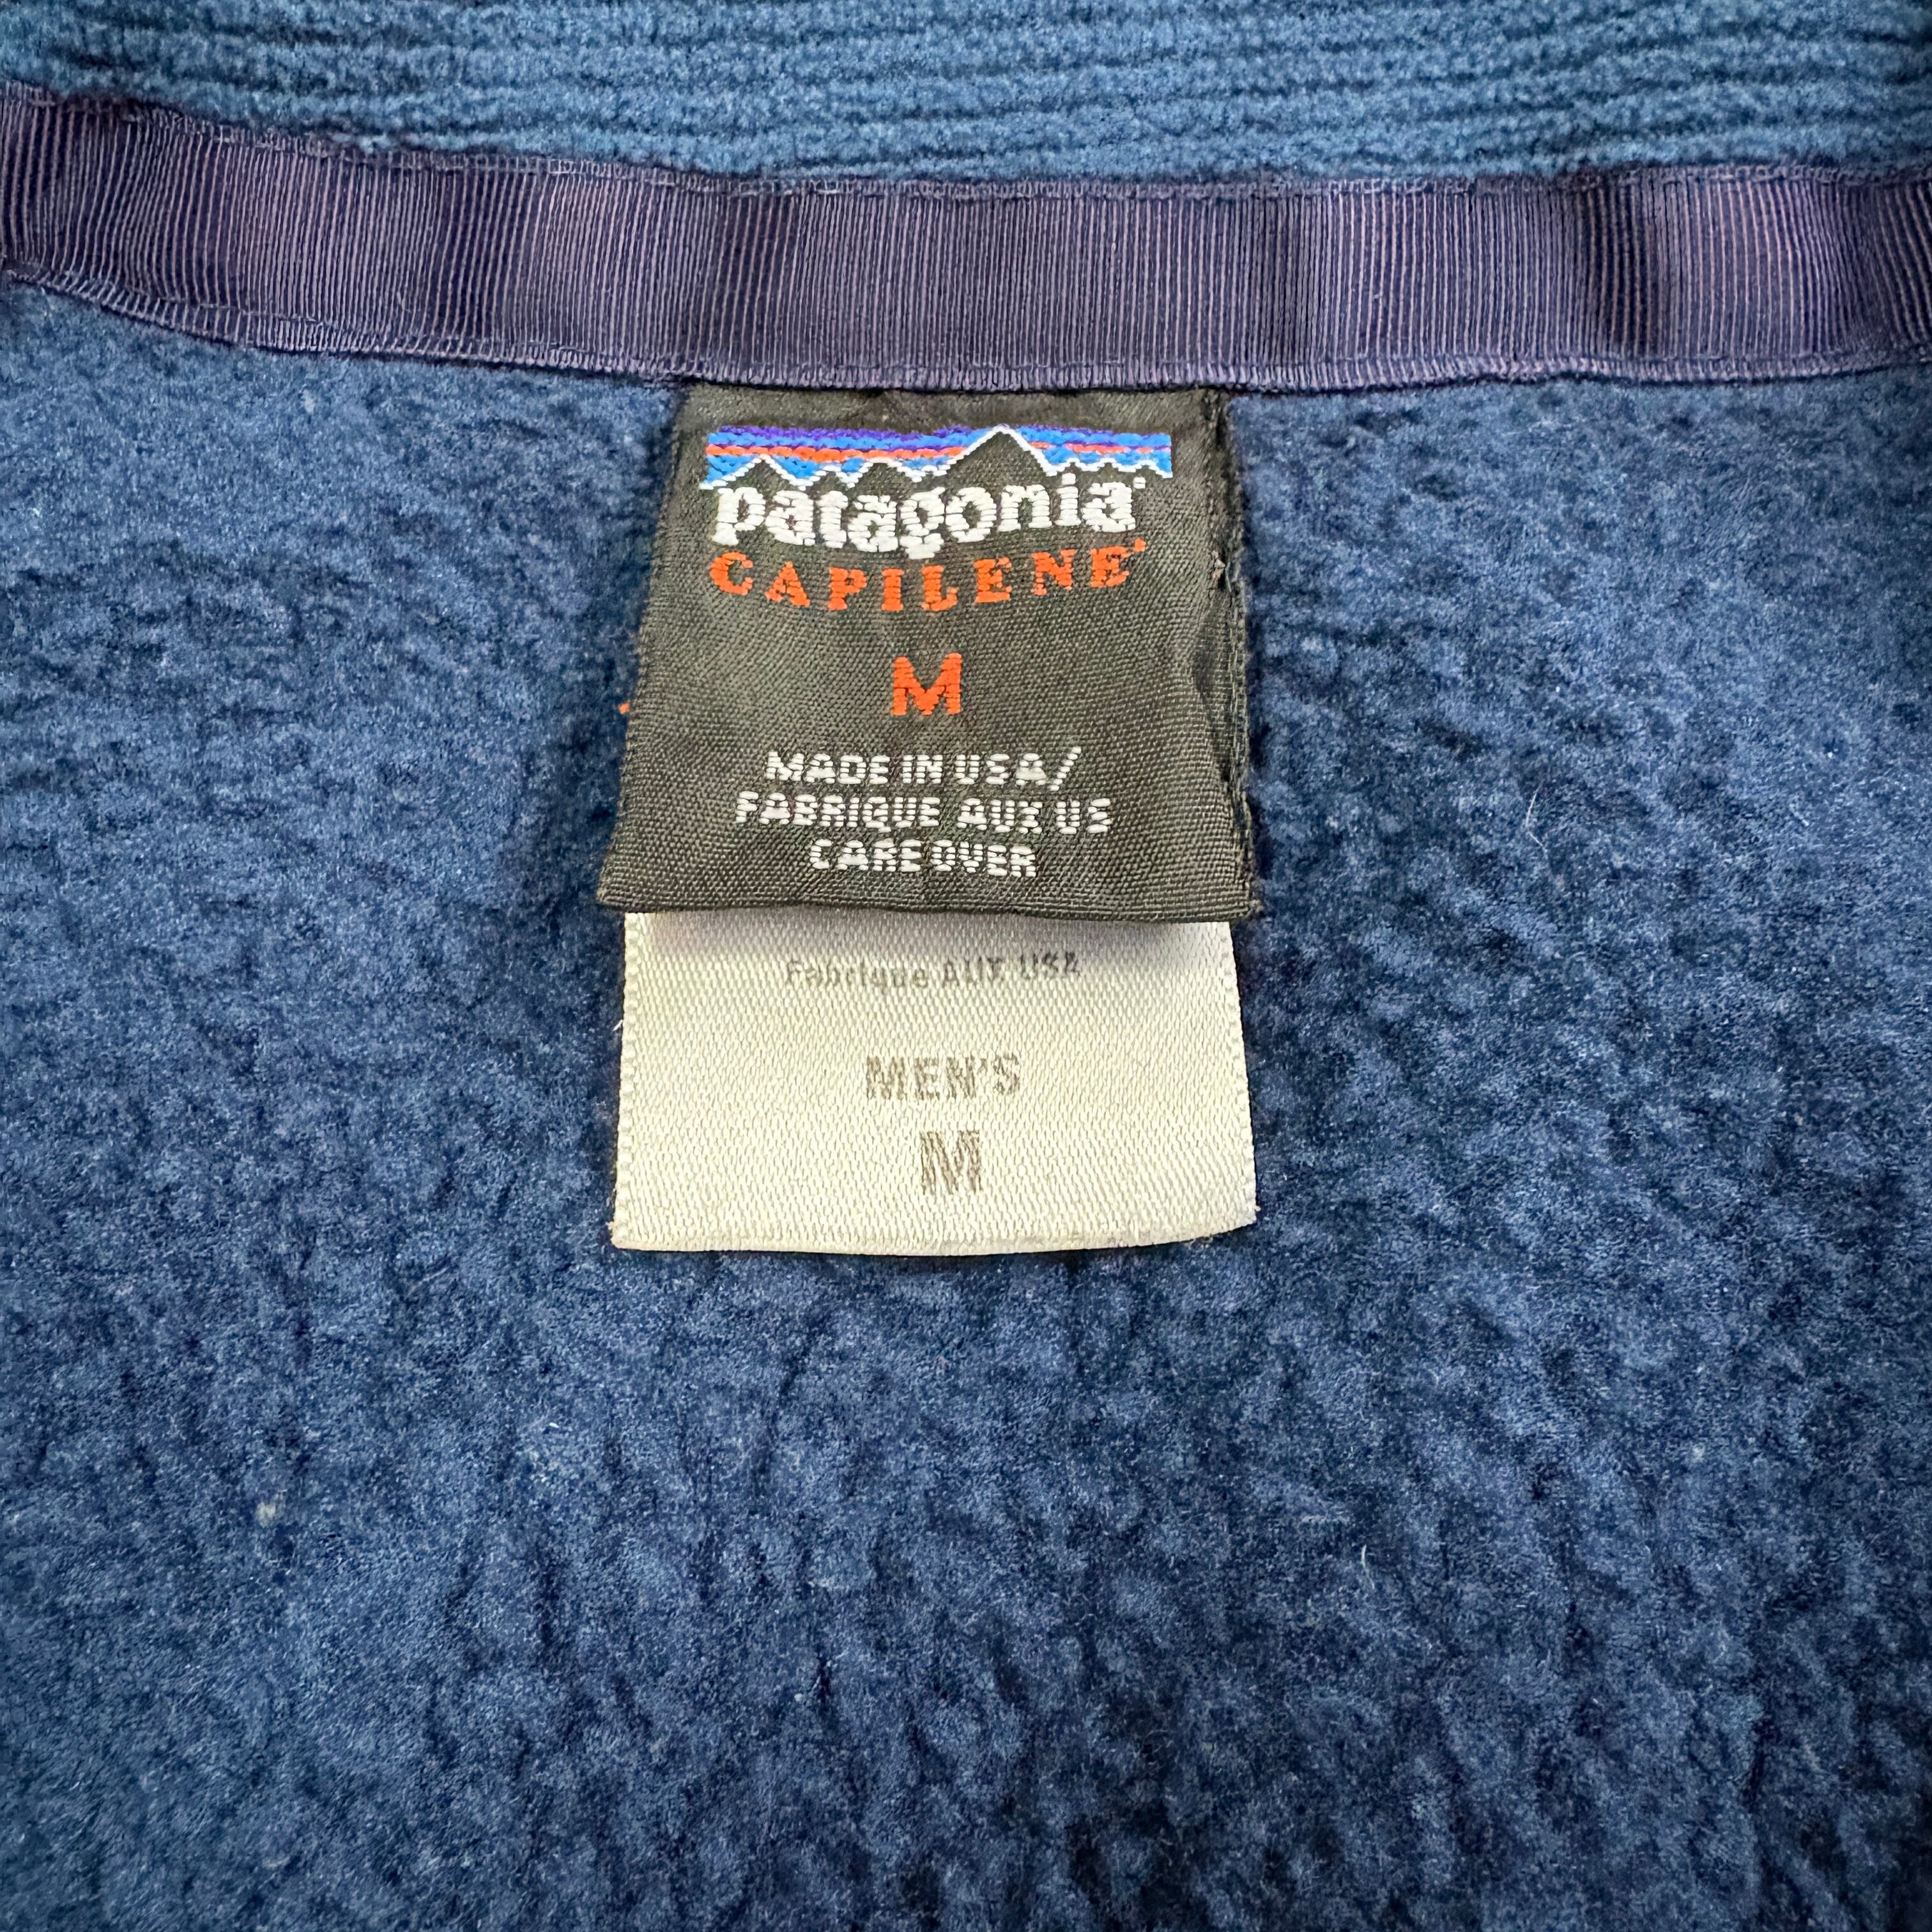 patagonia®
CAPILENE®
M
MADE IN USA/
FABRIQUE AUX US
CARE OVER
Fabrique AUX USA
MEN'S
M